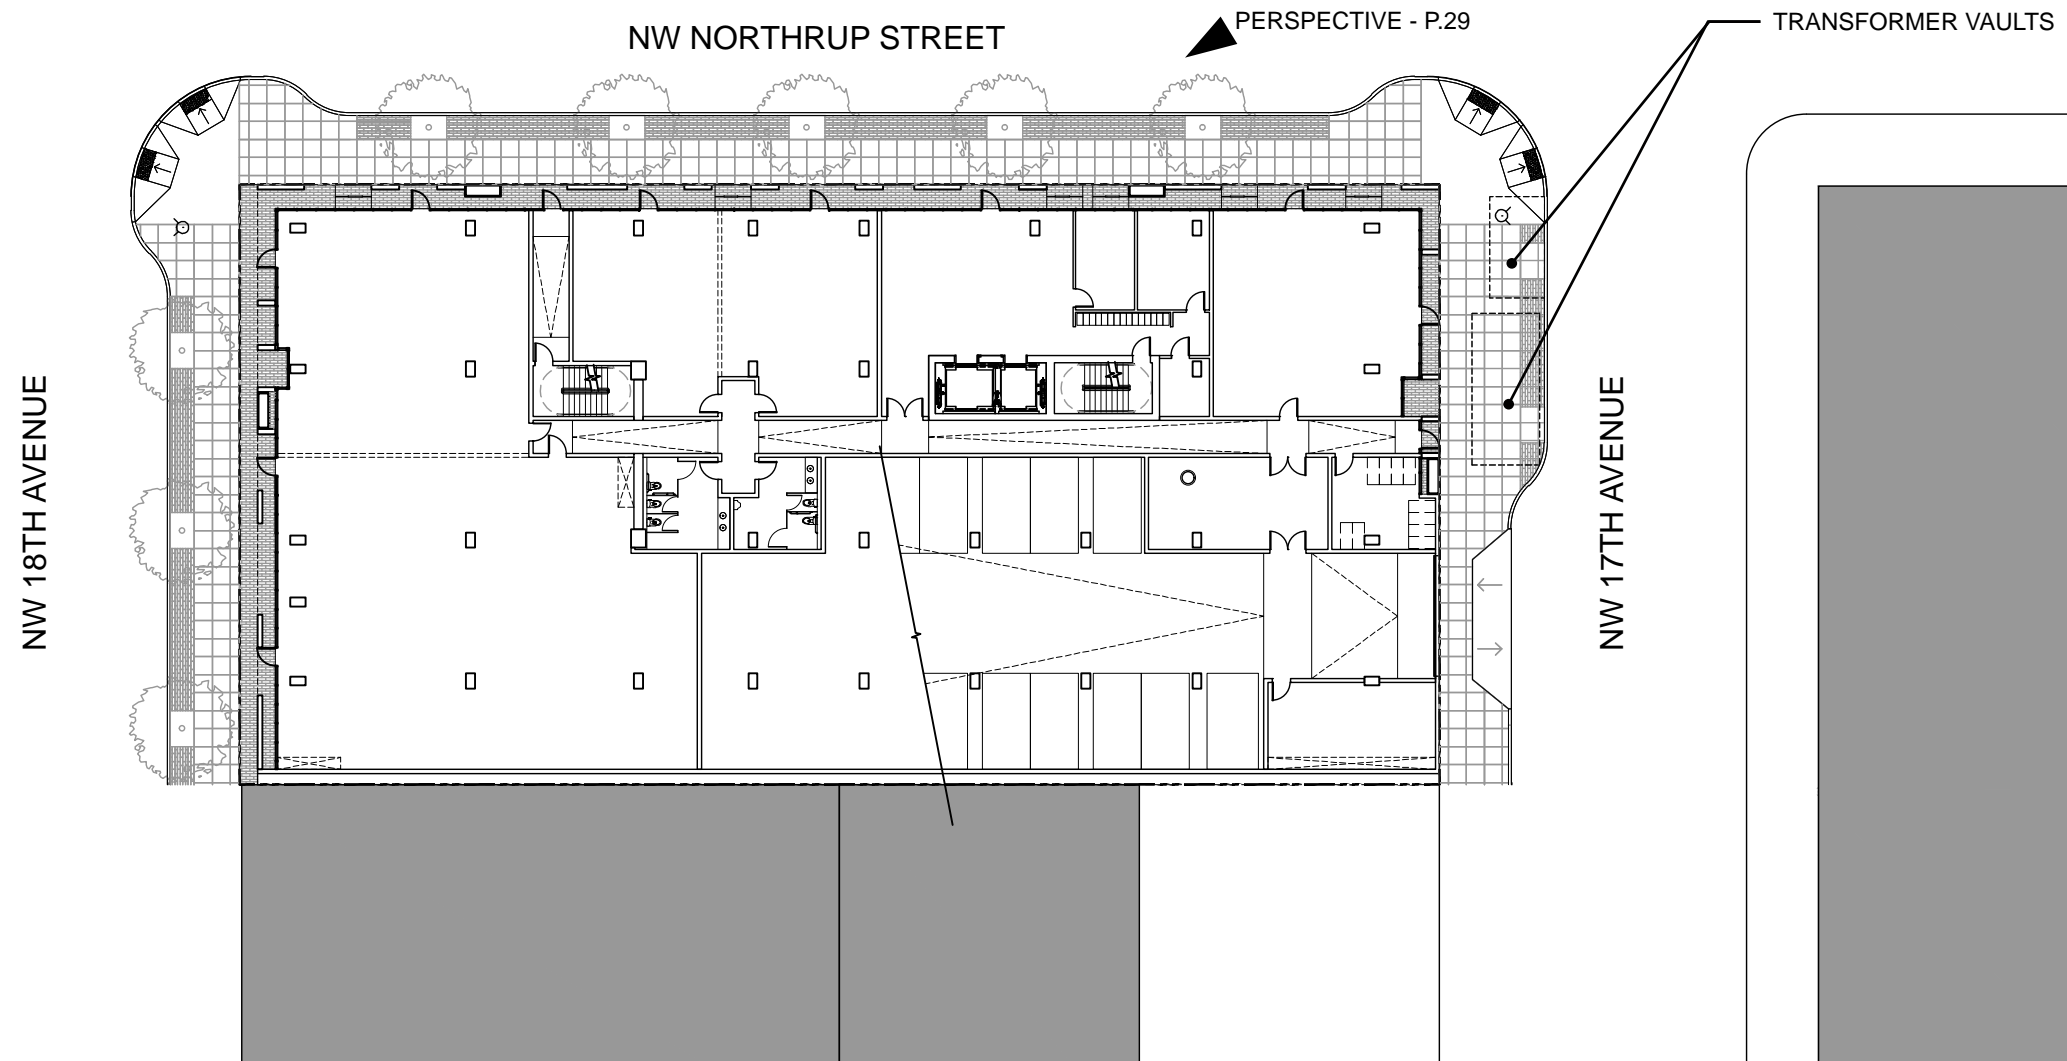 NW NORTHRUP STREET
PERSPECTIVE - P.29
TRANSFORMER VAULTS
NW 18TH AVENUE
NW 17TH AVENUE